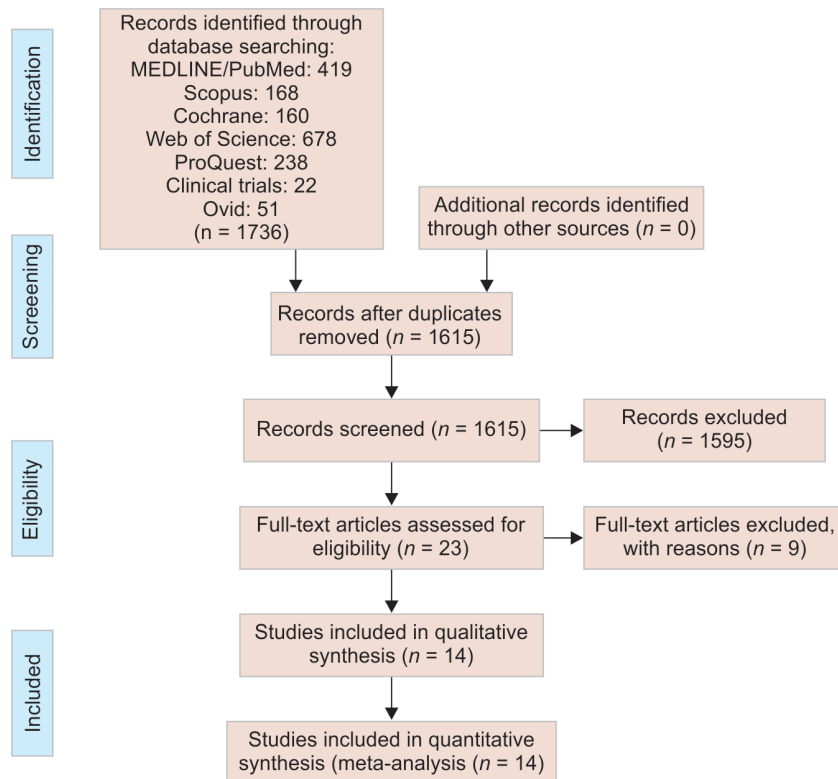 Identification
Records identified through
database searching:
MEDLINE/PubMed: 419
Scopus: 168
Cochrane: 160
Web of Science: 678
ProQuest: 238
Clinical trials: 22
Ovid: 51
(n = 1736)
Additional records identified
through other sources (n = 0)
Screeening
Records after duplicates
removed (n = 1615)
Records screened (n = 1615)
Records excluded
(n = 1595)
Eligibility
Full-text articles assessed for
eligibility (n = 23)
Full-text articles excluded,
with reasons (n = 9)
Included
Studies included in qualitative
synthesis (n = 14)
Studies included in quantitative
synthesis (meta-analysis (n = 14)